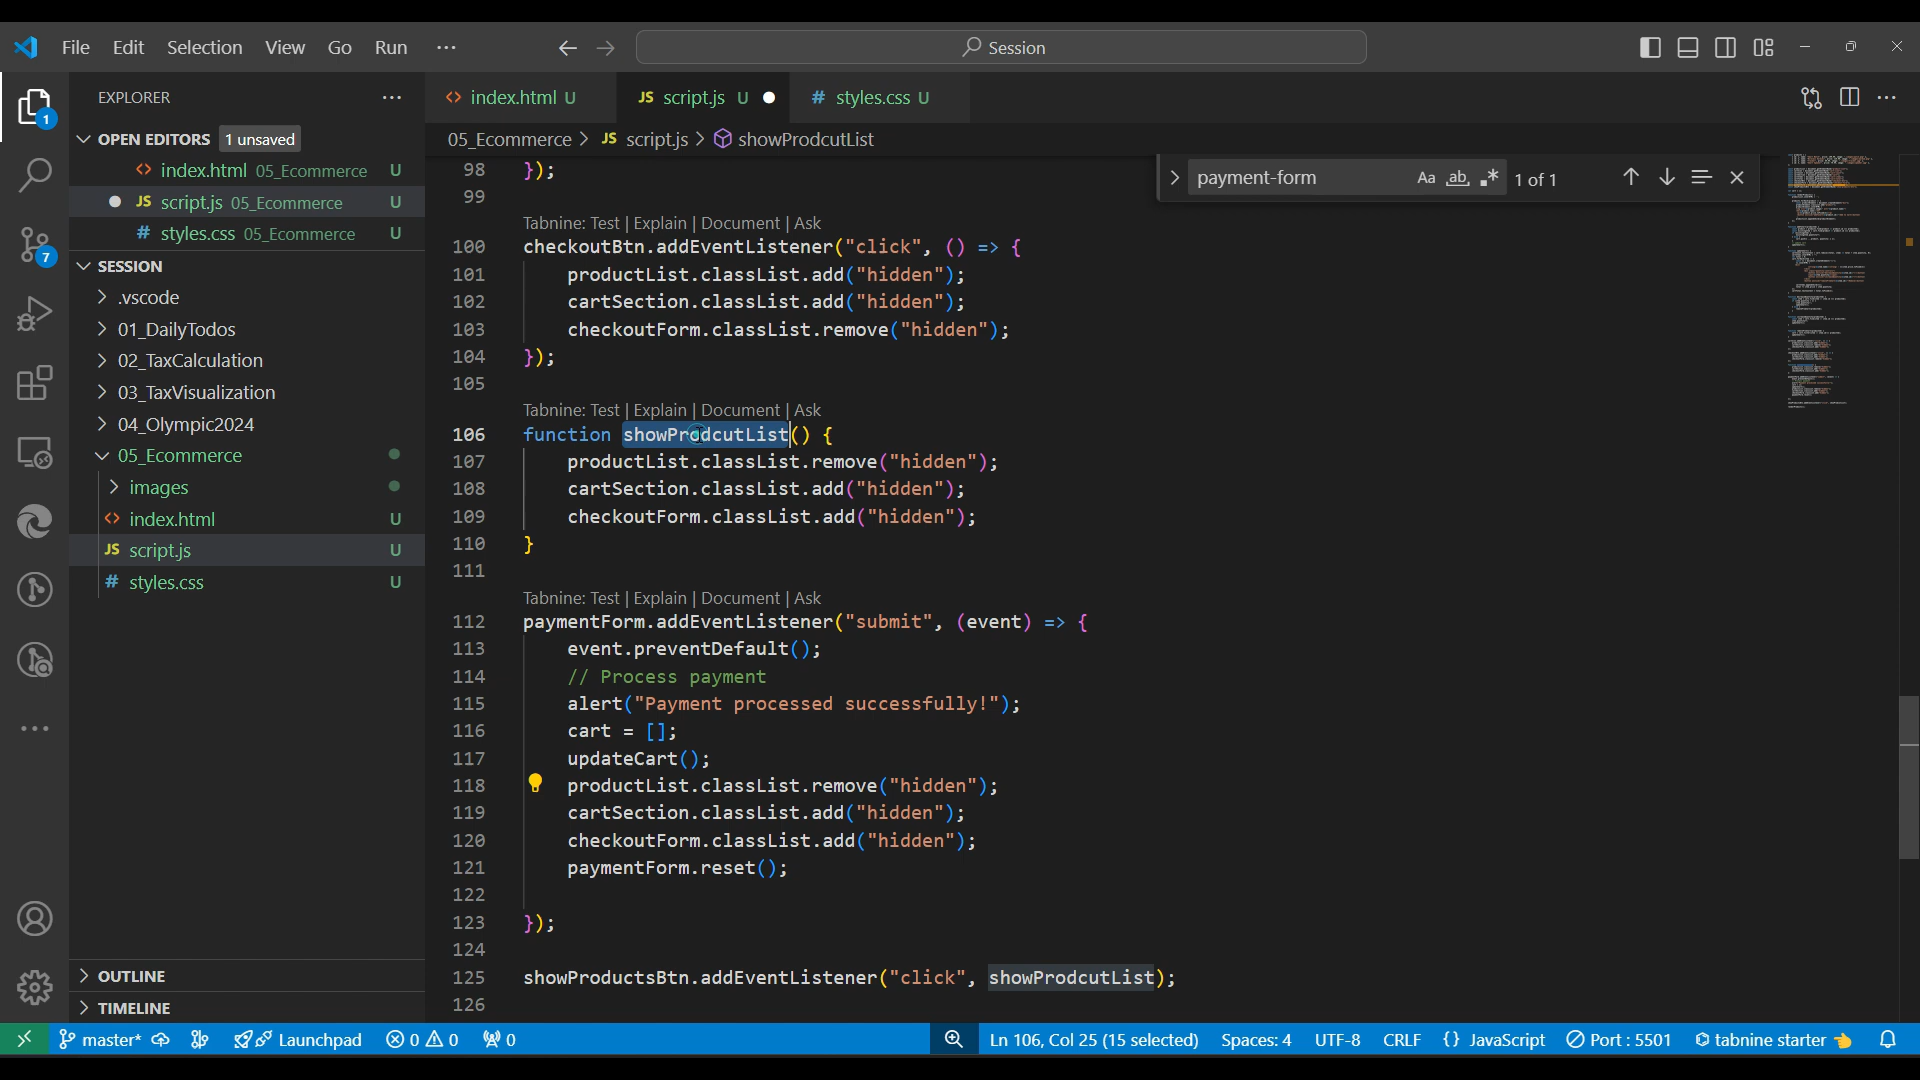 File Edit Selection View Go Run ···
Session
EXPLORER
OPEN EDITORS 1 unsaved
<> index.html 05_Ecommerce U
JS script.js 05_Ecommerce U
# styles.css 05_Ecommerce U
SESSION
.vscode
01_DailyTodos
02_TaxCalculation
03_TaxVisualization
04_Olympic2024
05_Ecommerce
images
<> index.html U
JS script.js U
# styles.css U
OUTLINE
TIMELINE
1
7
<> index.html U JS script.js U # styles.css U
05_Ecommerce > JS script.js > showProdcutList
payment-form Aa ab .* 1 of 1
98 });
99
Tabnine: Test | Explain | Document | Ask
100 checkoutBtn.addEventListener("click", () => {
101 productList.classList.add("hidden");
102 cartSection.classList.add("hidden");
103 checkoutForm.classList.remove("hidden");
104 });
105
Tabnine: Test | Explain | Document | Ask
106 function showProdcutList() {
107 productList.classList.remove("hidden");
108 cartSection.classList.add("hidden");
109 checkoutForm.classList.add("hidden");
110 }
111
Tabnine: Test | Explain | Document | Ask
112 paymentForm.addEventListener("submit", (event) => {
113 event.preventDefault();
114 // Process payment
115 alert("Payment processed successfully!");
116 cart = [];
117 updateCart();
118 productList.classList.remove("hidden");
119 cartSection.classList.add("hidden");
120 checkoutForm.classList.add("hidden");
121 paymentForm.reset();
122
123 });
124
125 showProductsBtn.addEventListener("click", showProdcutList);
126
master* Launchpad 0 0 0 Ln 106, Col 25 (15 selected) Spaces: 4 UTF-8 CRLF {} JavaScript Port : 5501 tabnine starter